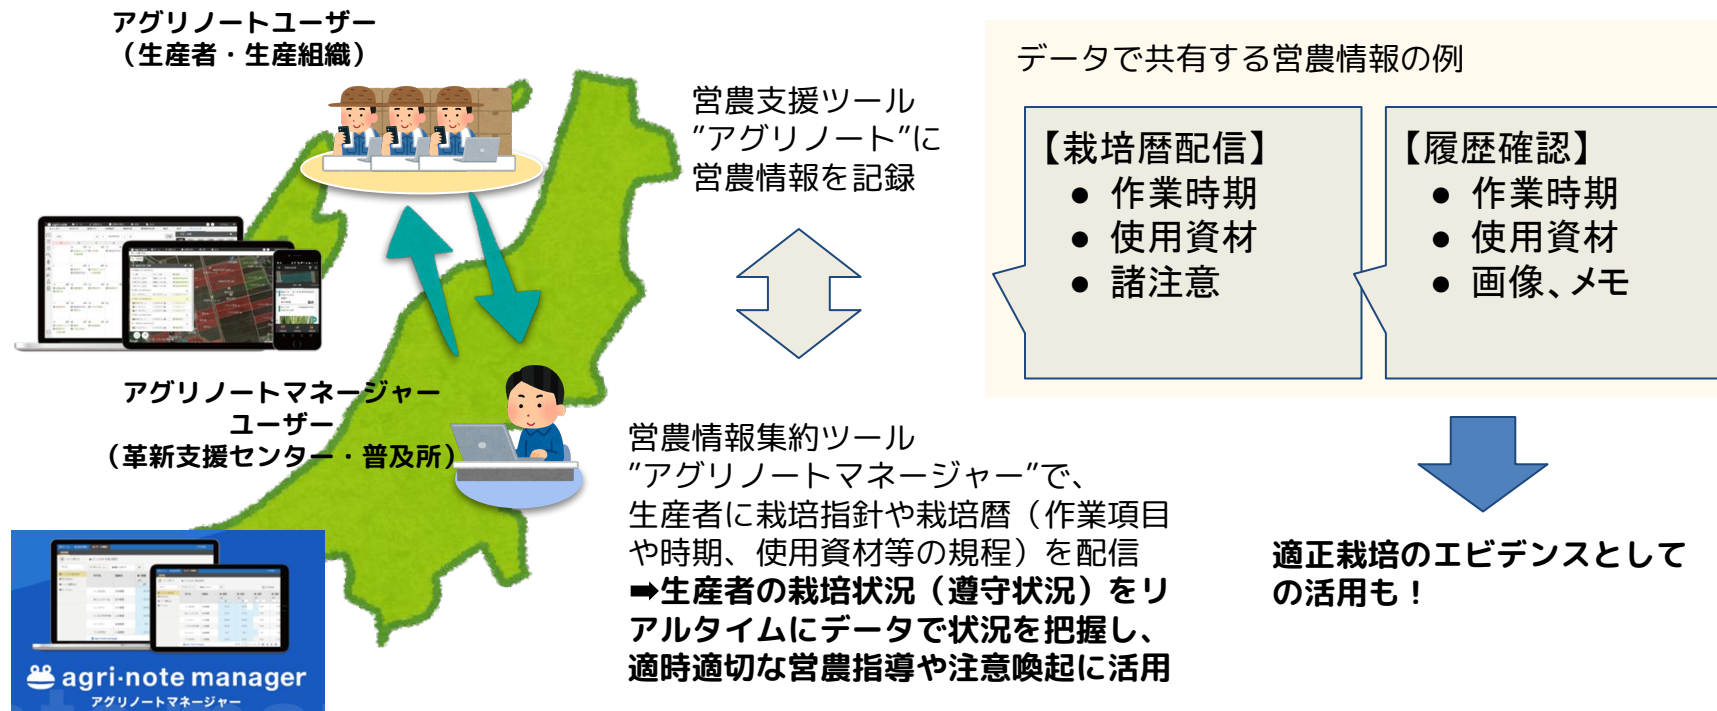 アグリノートユーザー
（生産者・生産組織）
営農支援ツール
”アグリノート”に
営農情報を記録
データで共有する営農情報の例
【栽培暦配信】
● 作業時期
● 使用資材
● 諸注意
【履歴確認】
● 作業時期
● 使用資材
● 画像、メモ
アグリノートマネージャー
ユーザー
（革新支援センター・普及所）
営農情報集約ツール
”アグリノートマネージャー”で、
生産者に栽培指針や栽培暦（作業項目
や時期、使用資材等の規程）を配信
➡生産者の栽培状況（遵守状況）をリ
アルタイムにデータで状況を把握し、
適時適切な営農指導や注意喚起に活用
適正栽培のエビデンスとして
の活用も！
agri-note manager
アグリノートマネージャー